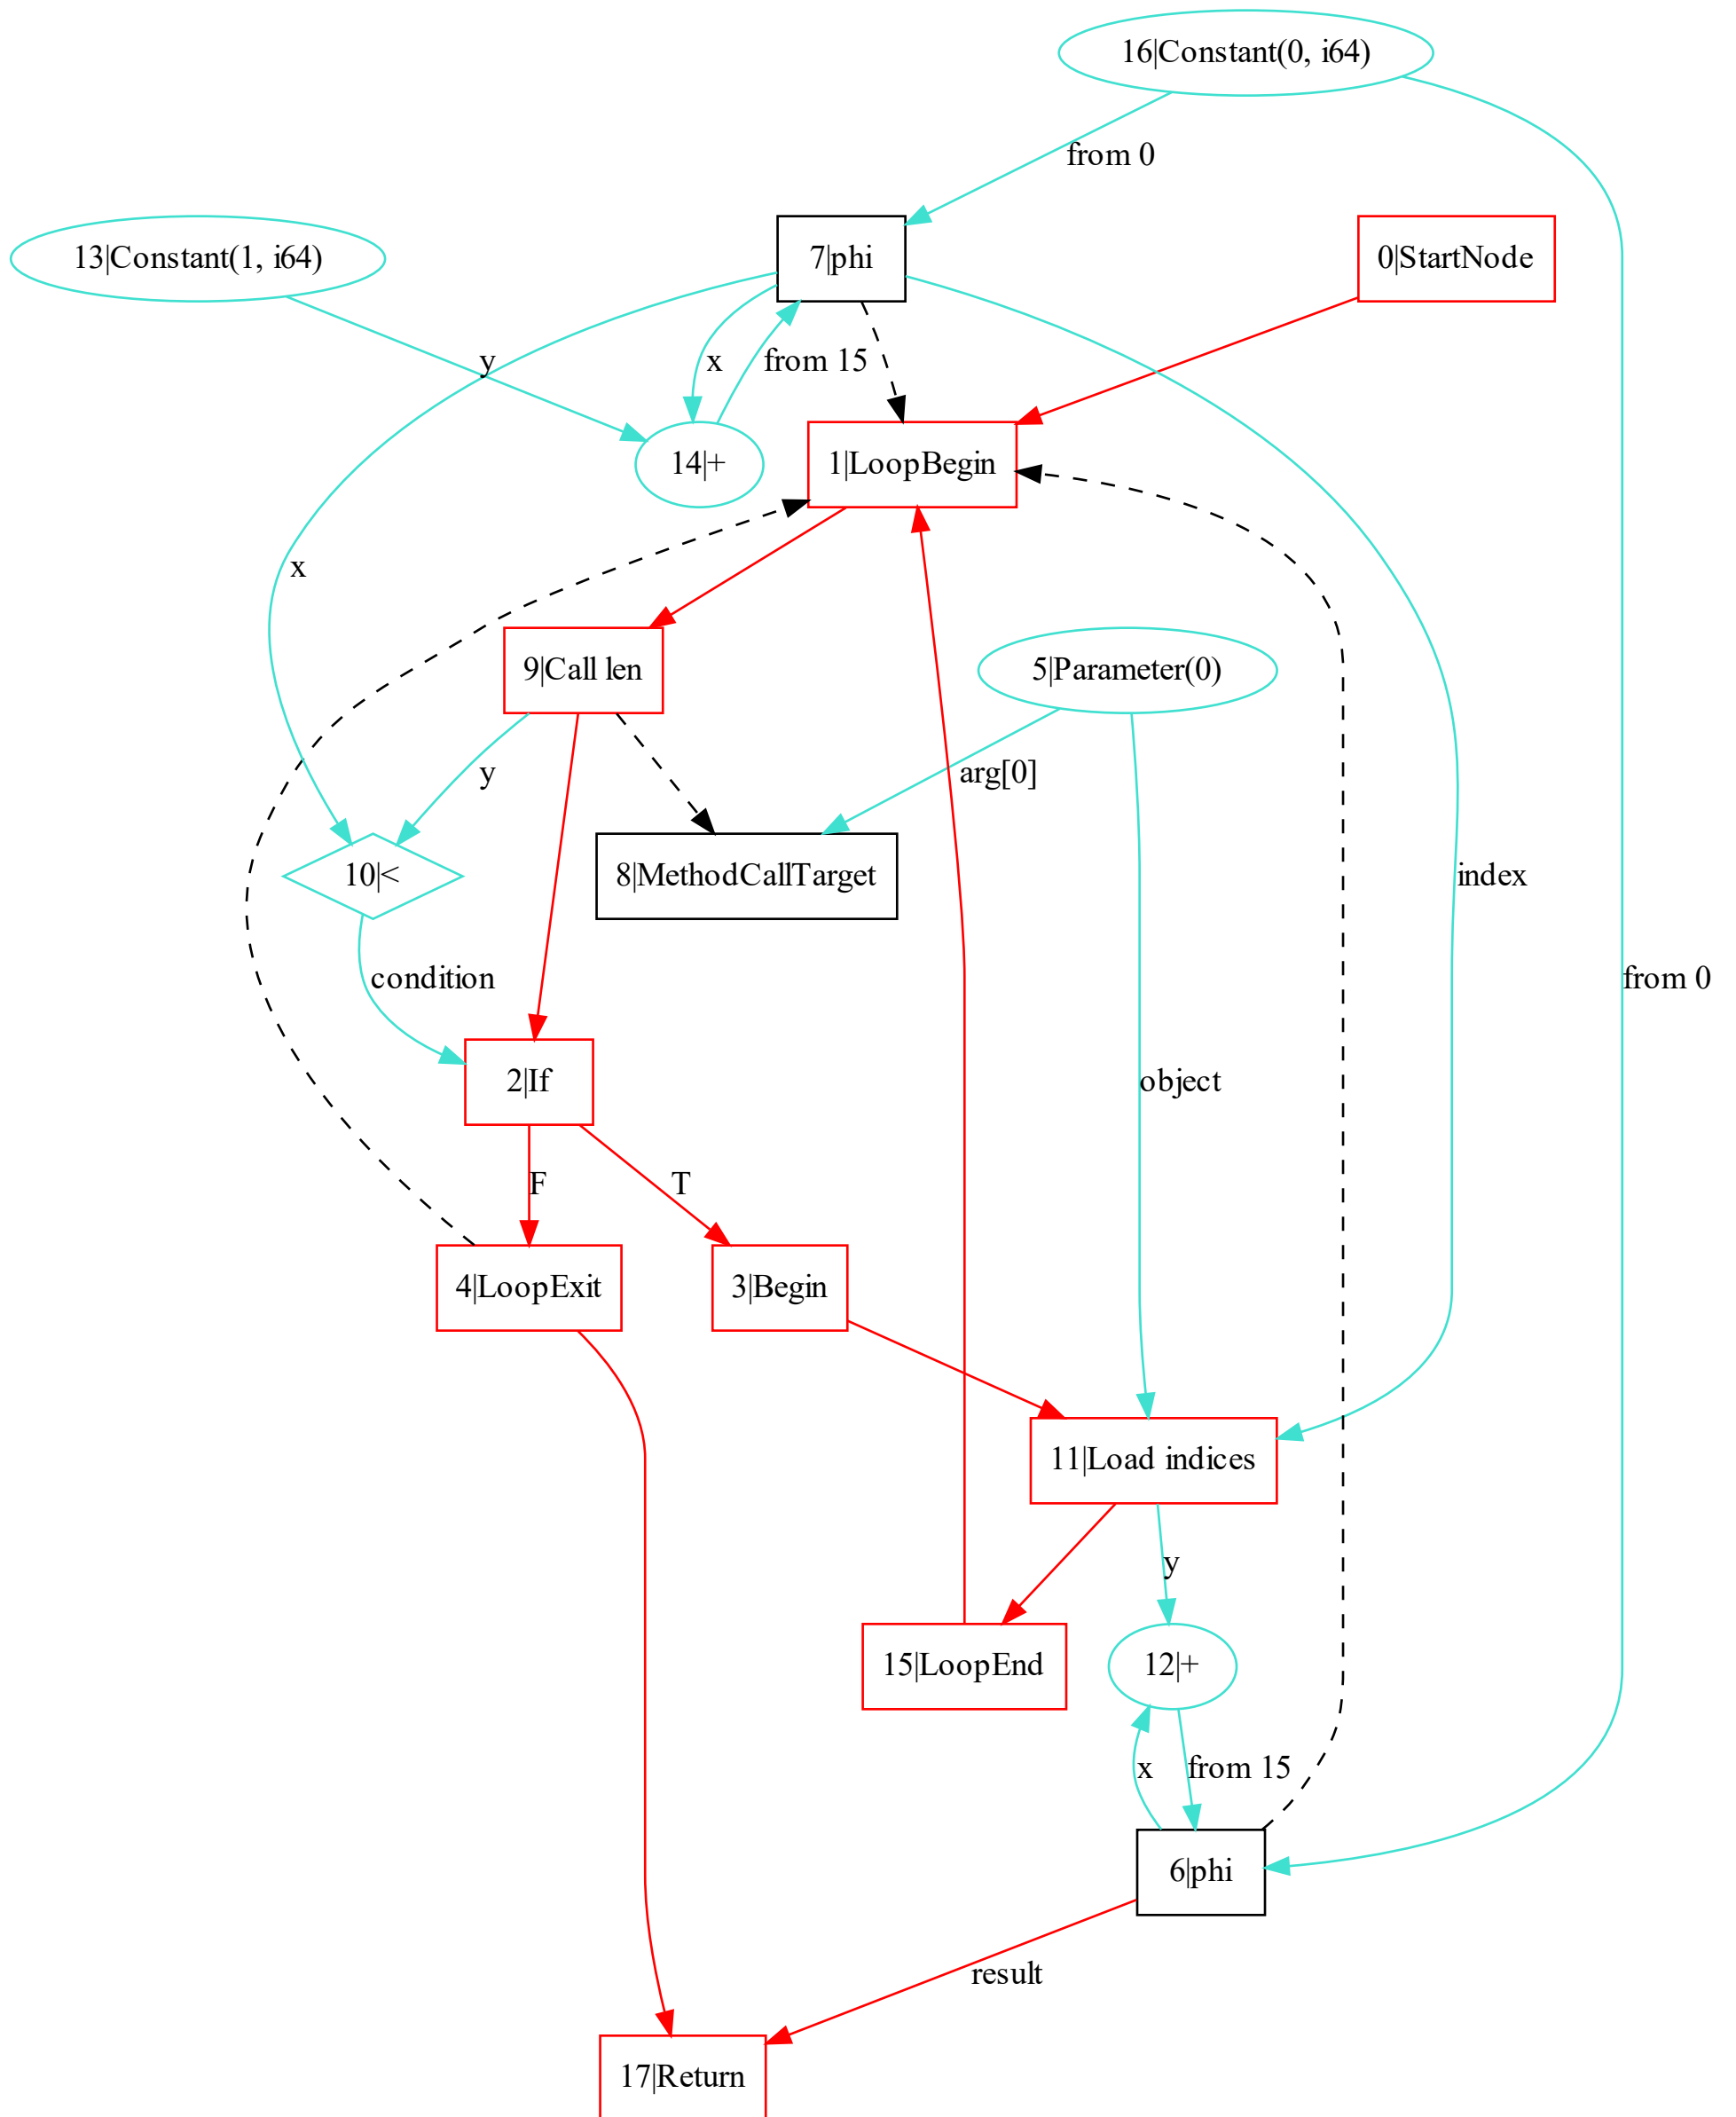 16|Constant(0, i64)
from 0
13|Constant(1, i64)
7|phi
0|StartNode
y
x
from 15
14|+
1|LoopBegin
x
9|Call len
5|Parameter(0)
y
arg[0]
10|<
8|MethodCallTarget
index
condition
from 0
2|If
object
F
T
4|LoopExit
3|Begin
11|Load indices
y
15|LoopEnd
12|+
x
from 15
6|phi
result
17|Return